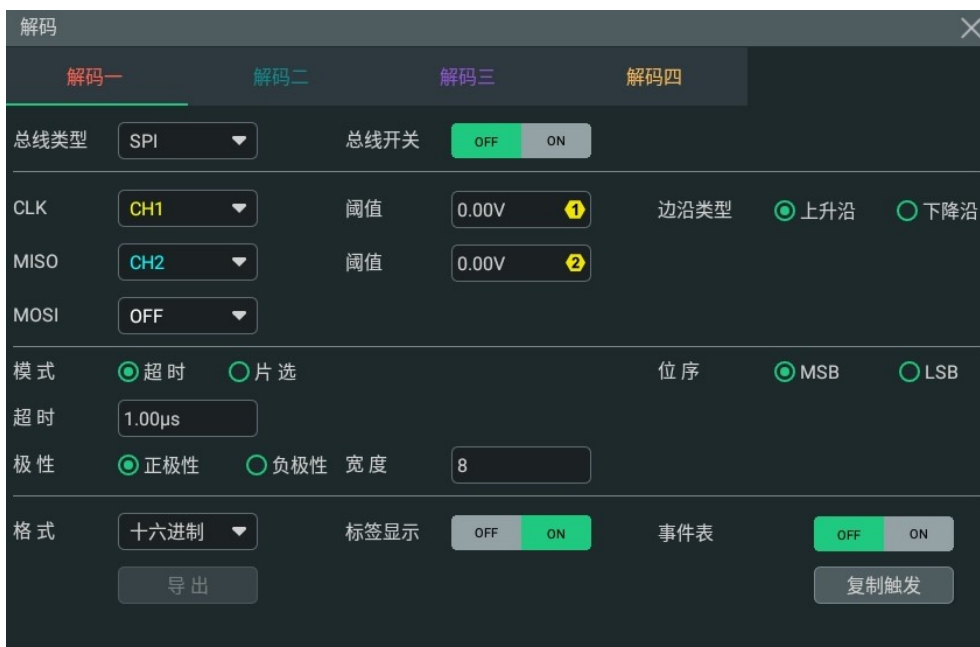 解码
解码一 解码二 解码三 解码四
总线类型 SPI 总线开关 OFF ON
CLK CH1 阈值 0.00V 1 边沿类型 上升沿 下降沿
MISO CH2 阈值 0.00V 2
MOSI OFF
模式 超时 片选 位序 MSB LSB
超时 1.00μs
极性 正极性 负极性 宽度 8
格式 十六进制 标签显示 OFF ON 事件表 OFF ON
导出 复制触发